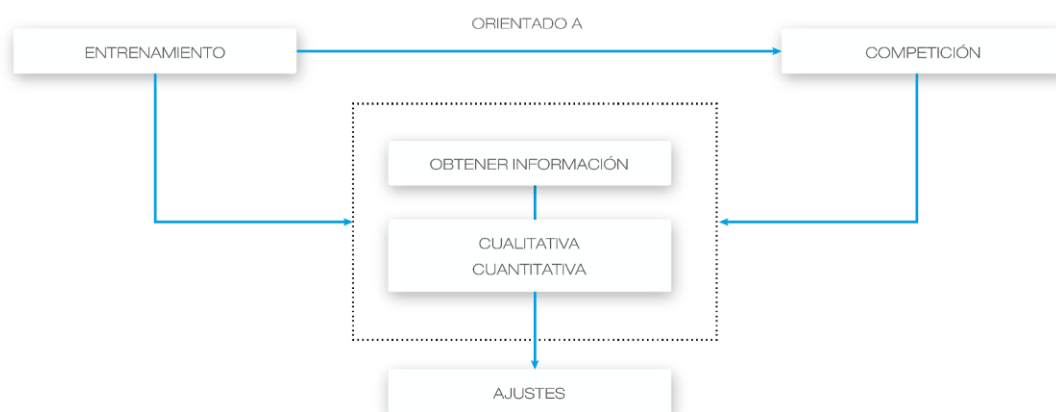 ORIENTADO A
ENTRENAMIENTO
COMPETICIÓN
OBTENER INFORMACIÓN
CUALITATIVA
CUANTITATIVA
AJUSTES